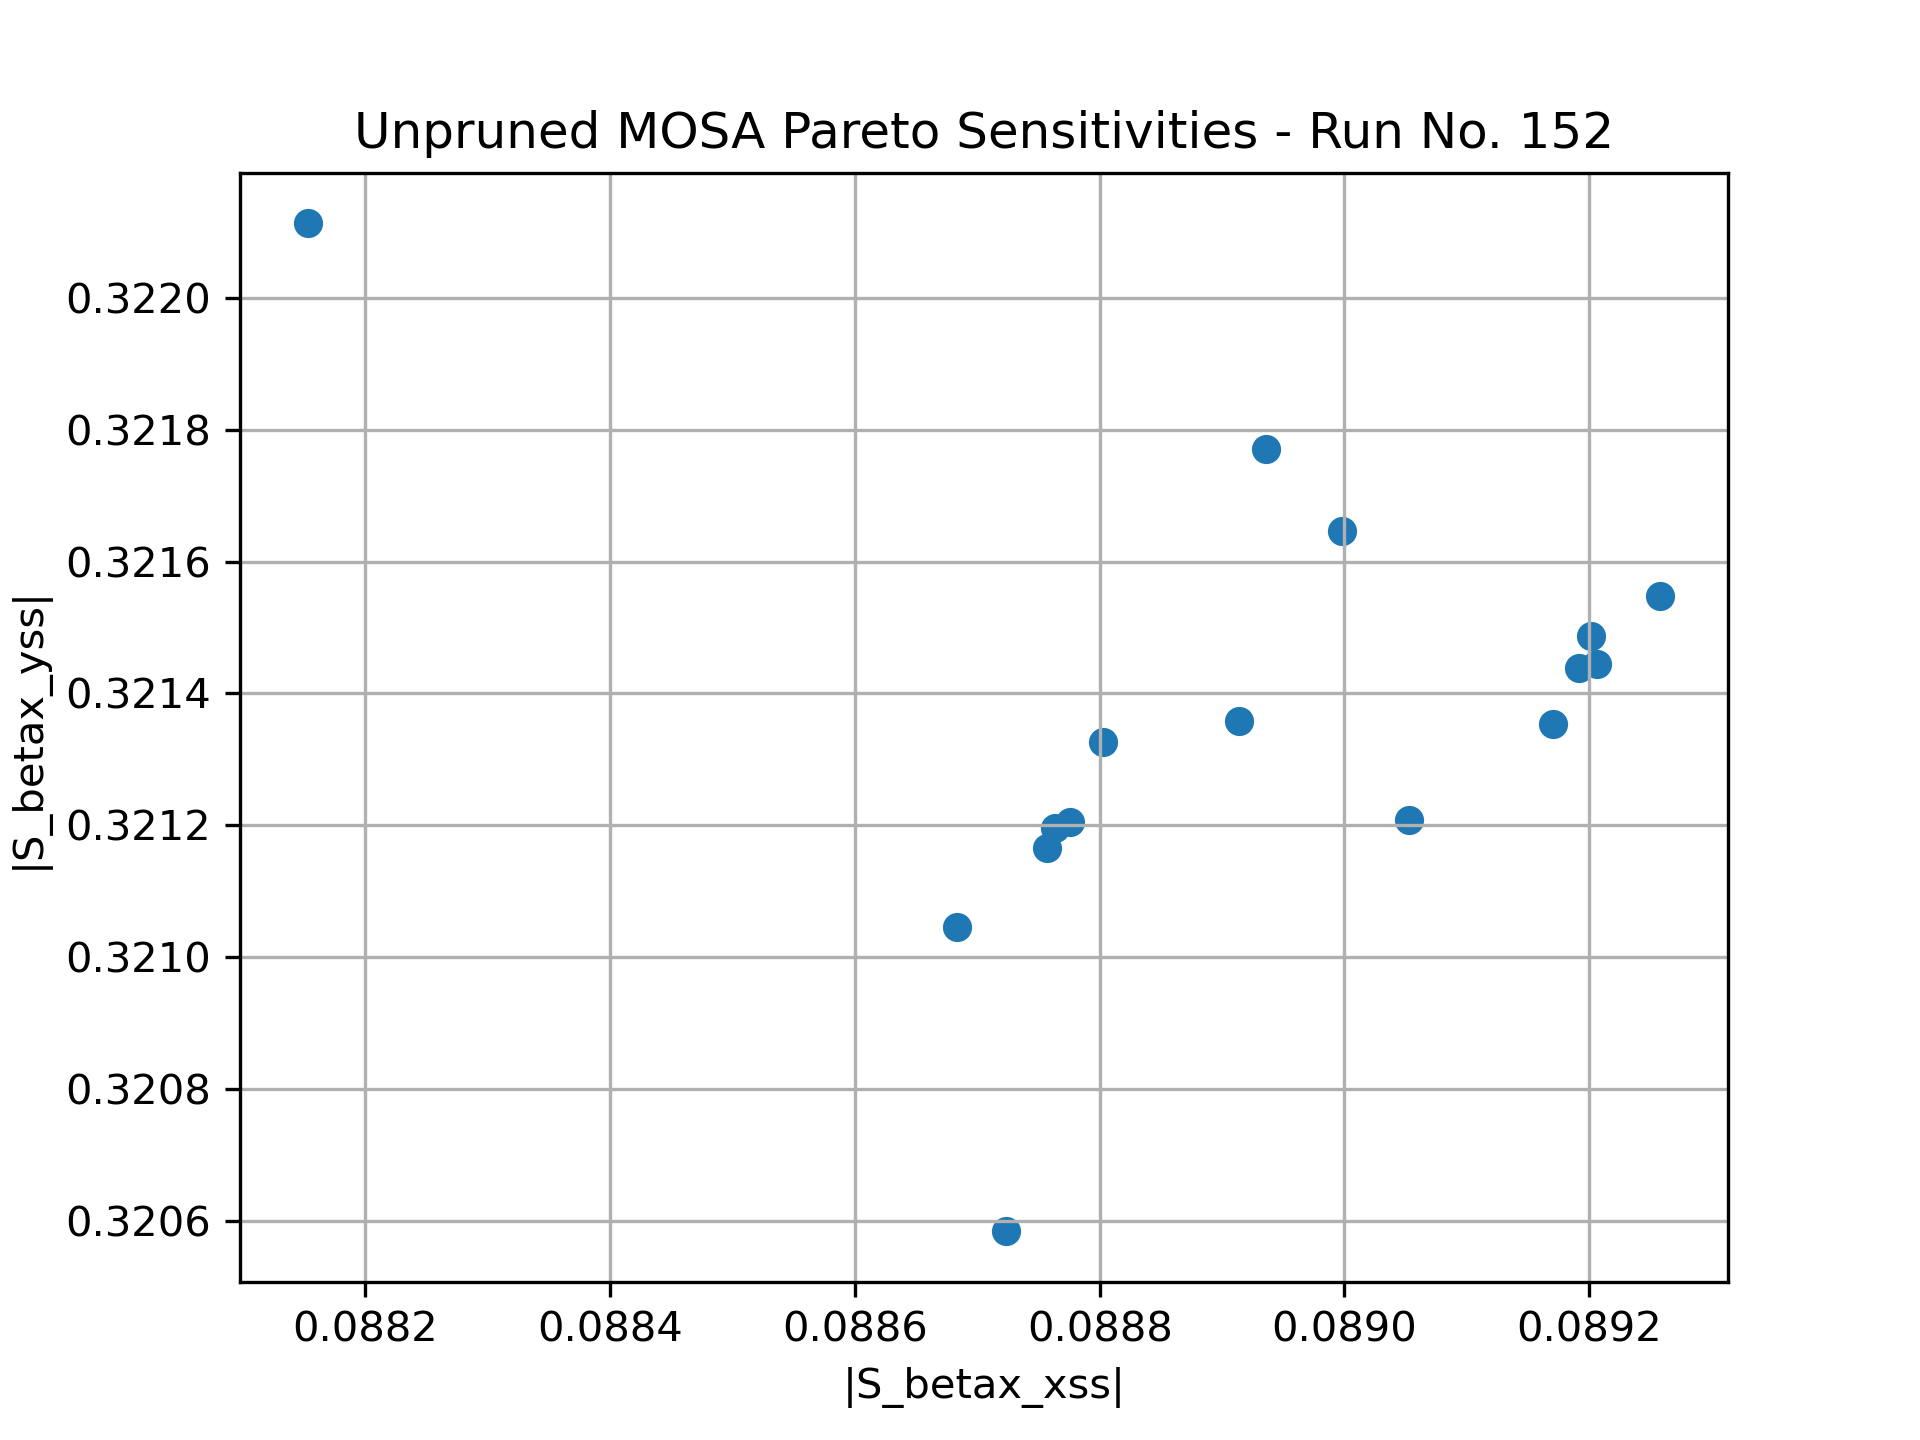 Unpruned MOSA Pareto Sensitivities - Run No. 152
|S_betax_yss|
0.3220
0.3218
0.3216
0.3214
0.3212
0.3210
0.3208
0.3206
0.0882 0.0884 0.0886 0.0888 0.0890 0.0892
|S_betax_xss|